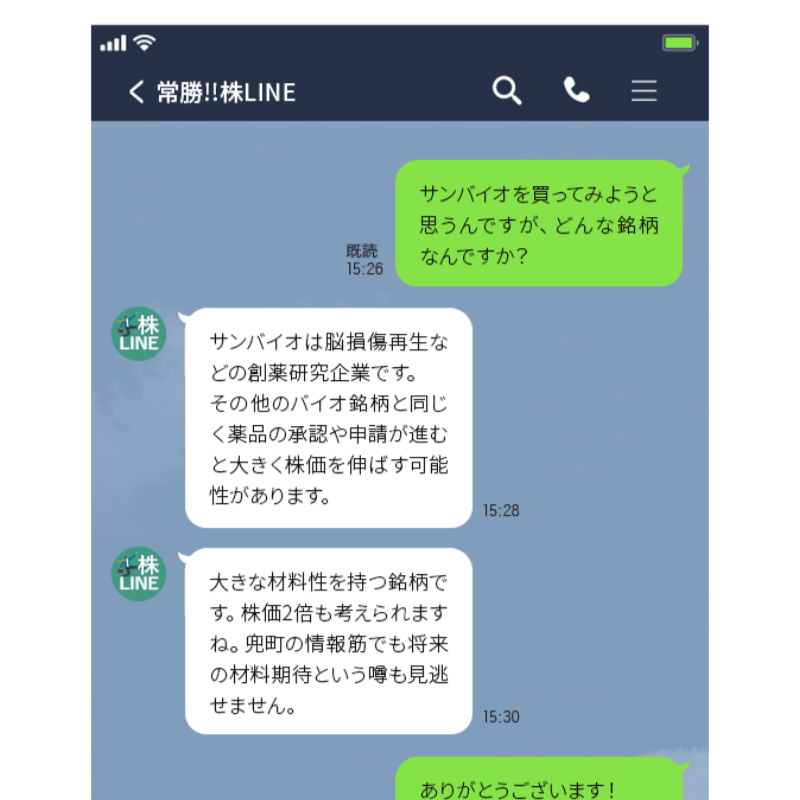 常勝!!株LINE
サンバイオを買ってみようと
思うんですが、どんな銘柄
なんですか?
既読
15:26
株
LINE
サンバイオは脳損傷再生な
どの創薬研究企業です。
その他のバイオ銘柄と同じ
く薬品の承認や申請が進む
と大きく株価を伸ばす可能
性があります。
15:28
株
LINE
大きな材料性を持つ銘柄で
す。株価2倍も考えられます
ね。兜町の情報筋でも将来
の材料期待という噂も見逃
せません。
15:30
ありがとうございます!